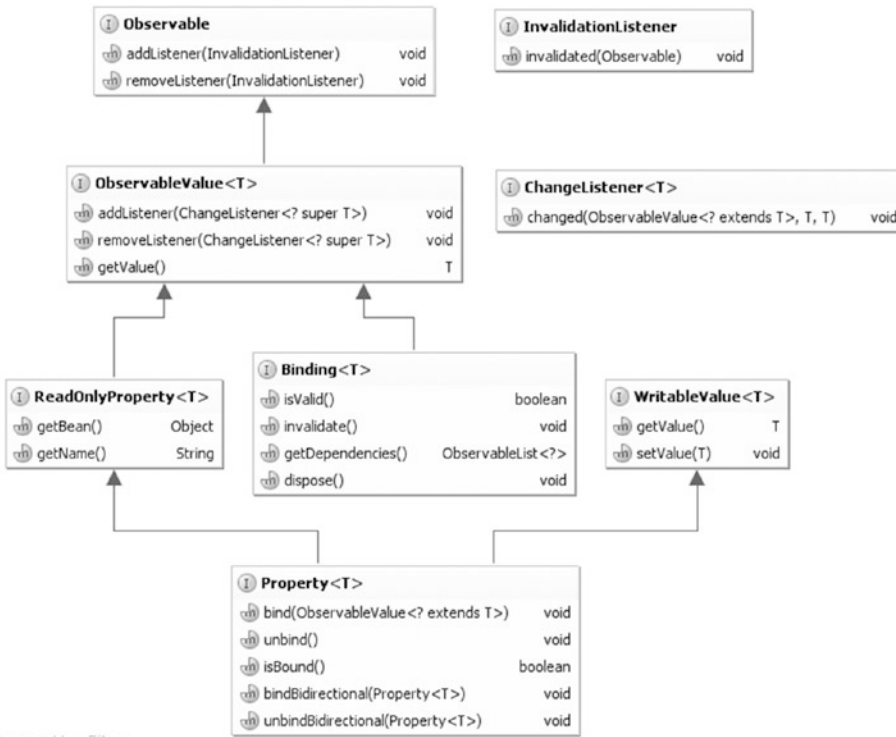 Observable
addListener(InvalidationListener) void
removeListener(InvalidationListener) void
InvalidationListener
invalidated(Observable) void
ObservableValue<T>
addListener(ChangeListener<? super T>) void
removeListener(ChangeListener<? super T>) void
getValue() T
ChangeListener<T>
changed(ObservableValue<? extends T>, T, T) void
ReadOnlyProperty<T>
getBean() Object
getName() String
Binding<T>
isValid() boolean
invalidate() void
getDependencies() ObservableList<?>
dispose() void
WritableValue<T>
getValue() T
setValue(T) void
Property<T>
bind(ObservableValue<? extends T>) void
unbind() void
isBound() boolean
bindBidirectional(Property<T>) void
unbindBidirectional(Property<T>) void